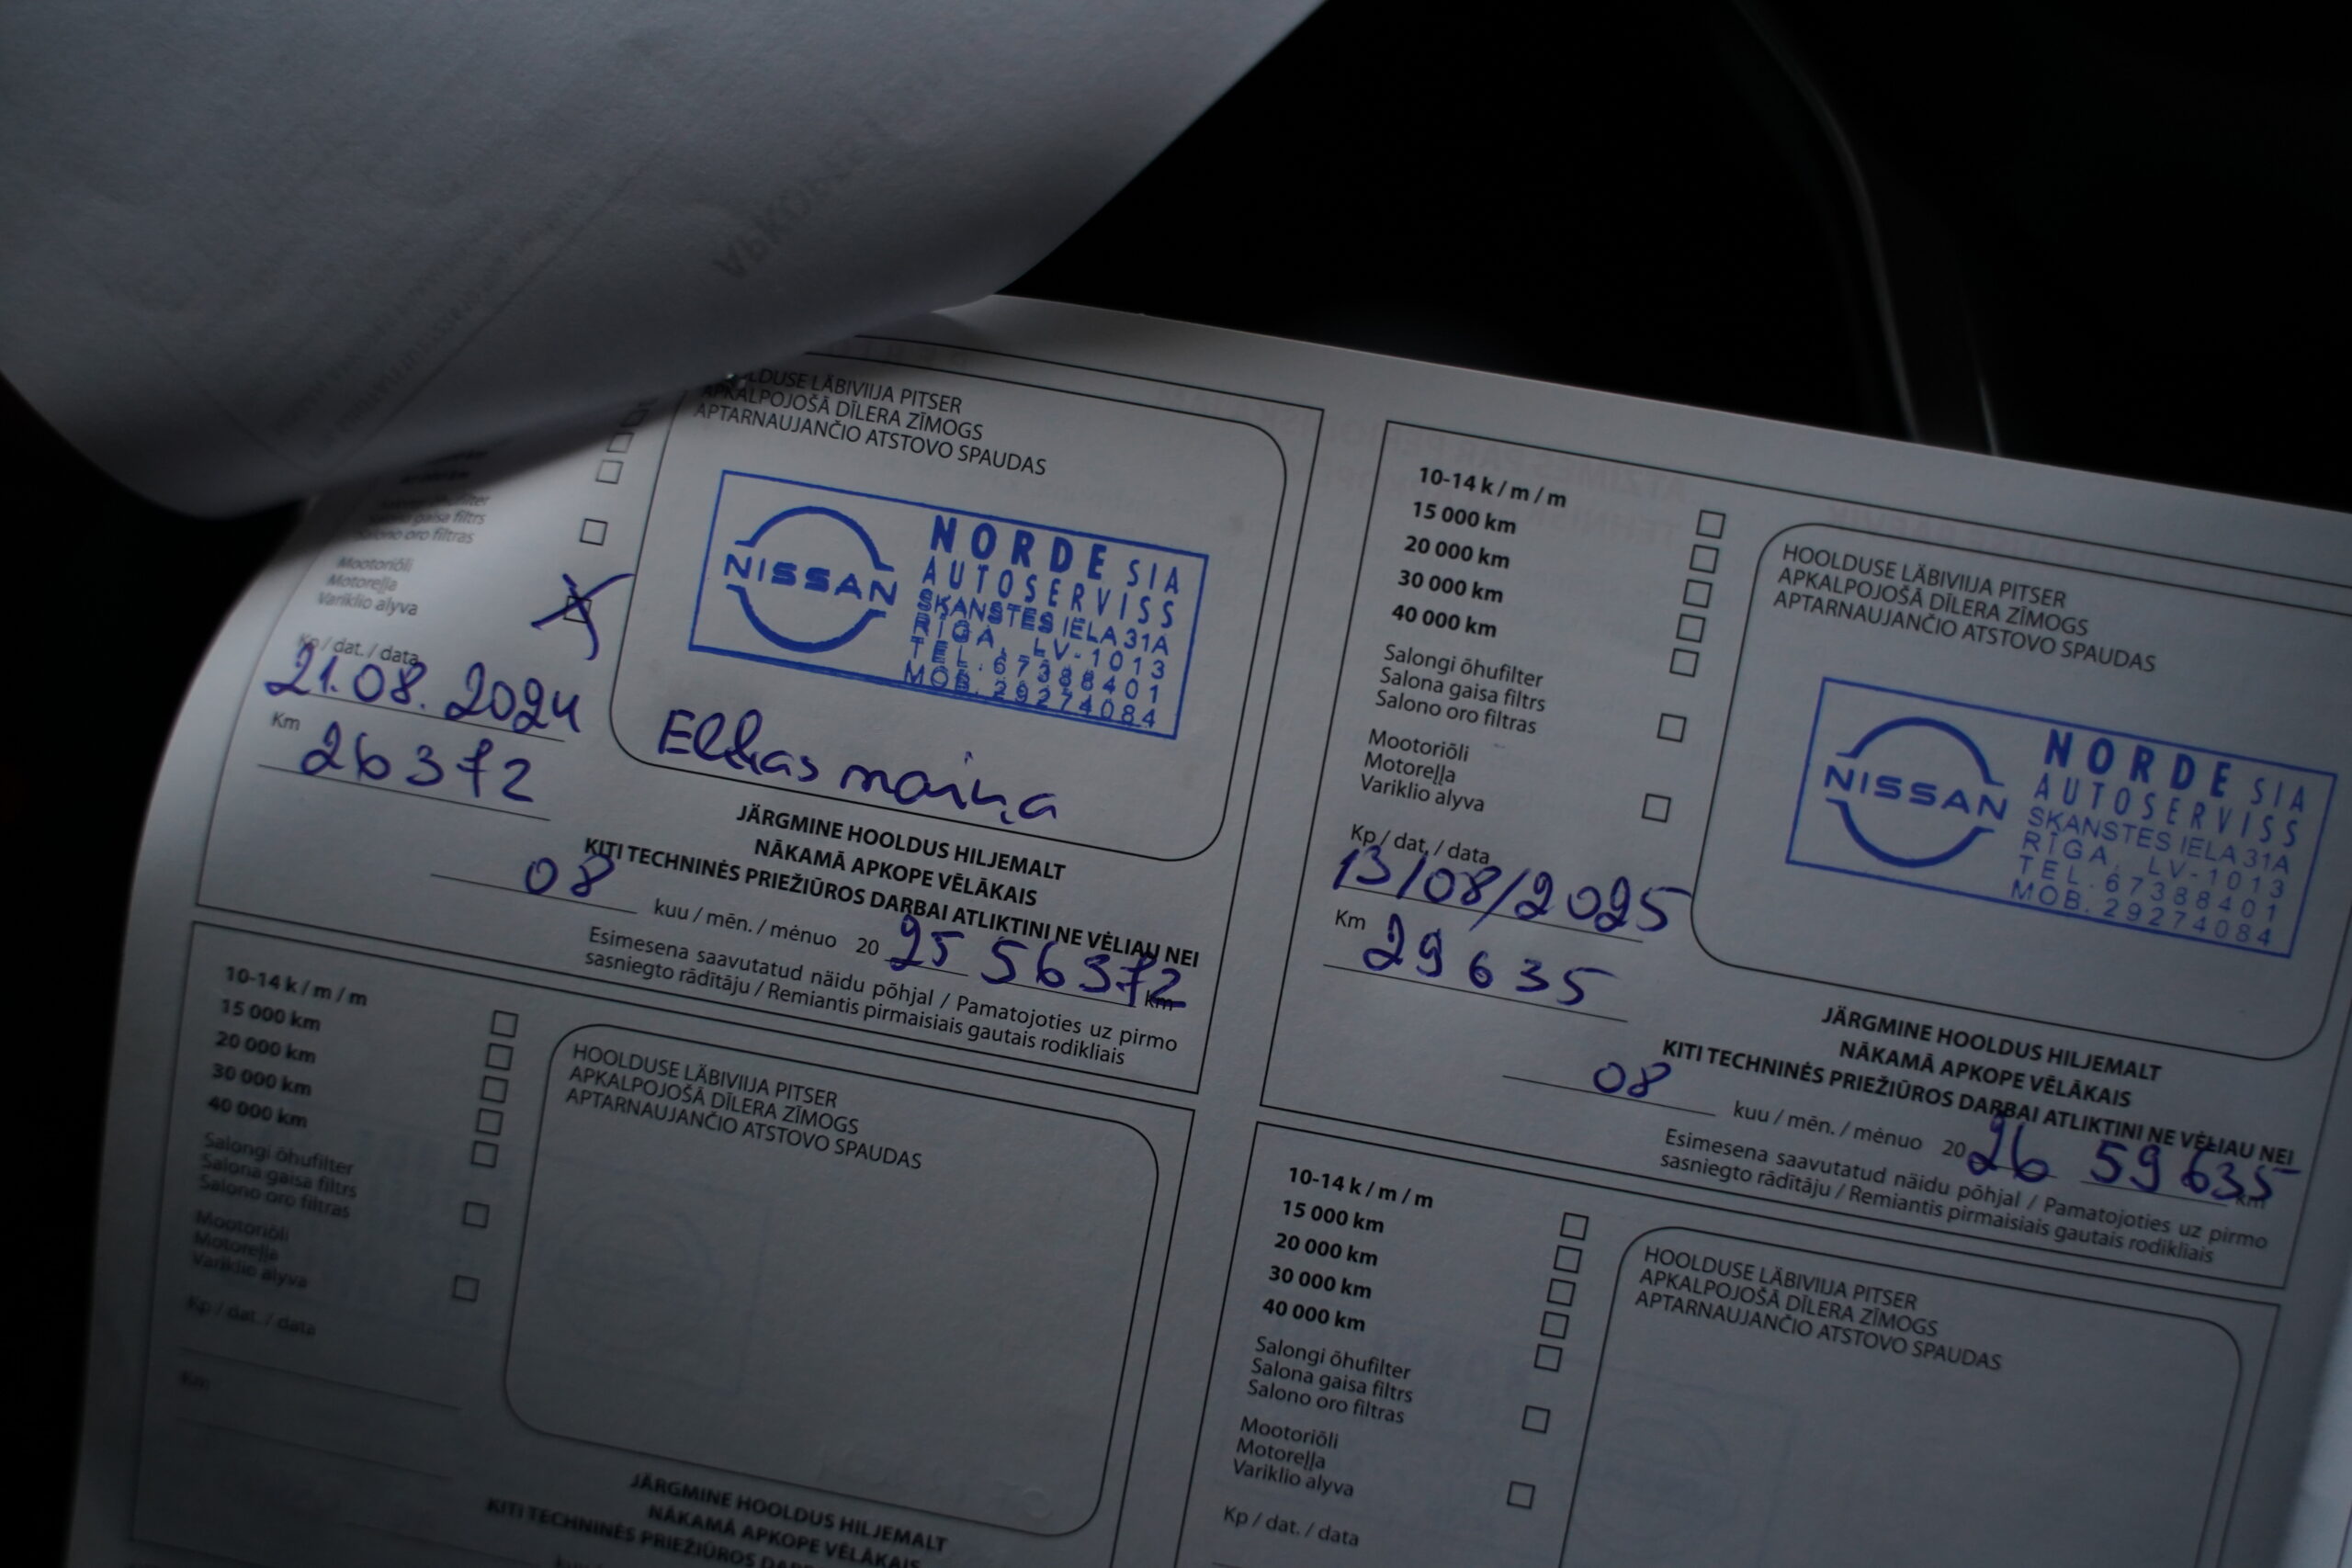 HOOLDUSE LÄBIVIIJA PITSER
APKALPOJOŠĀ DĪLERA ZĪMOGS
APTARNAUJANČIO ATSTOVO SPAUDAS
NISSAN
NORDE SIA
AUTOSERVISS
SKANSTES IELA 31A
RĪGA, LV-1013
TEL. 67388401
MOB. 29274084
Salona gaisa filtrs
Salono oro filtras
Mootoriõli
Motoreļļa
Variklio alyva
Kp / dat. / data
21.08.2024
Km
26372
Elļas maiņa
JÄRGMINE HOOLDUS HILJEMALT
NĀKAMĀ APKOPE VĒLĀKAIS
KITI TECHNINĖS PRIEŽIŪROS DARBAI ATLIKTINI NE VĖLIAU NEI
08 kuu / mēn. / mėnuo 20 25 56372 km
Esimesena saavutatud näidu põhjal / Pamatojoties uz pirmo
sasniegto rādītāju / Remiantis pirmaisiais gautais rodikliais
10-14 k / m / m
15 000 km
20 000 km
30 000 km
40 000 km
Salongi õhufilter
Salona gaisa filtrs
Salono oro filtras
Mootoriõli
Motoreļļa
Variklio alyva
Kp / dat. / data
13/08/2025
Km
29635
HOOLDUSE LÄBIVIIJA PITSER
APKALPOJOŠĀ DĪLERA ZĪMOGS
APTARNAUJANČIO ATSTOVO SPAUDAS
NISSAN
NORDE SIA
AUTOSERVISS
SKANSTES IELA 31A
RĪGA, LV-1013
TEL. 67388401
MOB. 29274084
JÄRGMINE HOOLDUS HILJEMALT
NĀKAMĀ APKOPE VĒLĀKAIS
KITI TECHNINĖS PRIEŽIŪROS DARBAI ATLIKTINI NE VĖLIAU NEI
08 kuu / mēn. / mėnuo 20 26 59635 km
Esimesena saavutatud näidu põhjal / Pamatojoties uz pirmo
sasniegto rādītāju / Remiantis pirmaisiais gautais rodikliais
10-14 k / m / m
15 000 km
20 000 km
30 000 km
40 000 km
Salongi õhufilter
Salona gaisa filtrs
Salono oro filtras
Mootoriõli
Motoreļļa
Variklio alyva
Kp / dat. / data
Km
HOOLDUSE LÄBIVIIJA PITSER
APKALPOJOŠĀ DĪLERA ZĪMOGS
APTARNAUJANČIO ATSTOVO SPAUDAS
JÄRGMINE HOOLDUS HILJEMALT
NĀKAMĀ APKOPE VĒLĀKAIS
KITI TECHNINĖS PRIEŽIŪROS
10-14 k / m / m
15 000 km
20 000 km
30 000 km
40 000 km
Salongi õhufilter
Salona gaisa filtrs
Salono oro filtras
Mootoriõli
Motoreļļa
Variklio alyva
Kp / dat. / data
HOOLDUSE LÄBIVIIJA PITSER
APKALPOJOŠĀ DĪLERA ZĪMOGS
APTARNAUJANČIO ATSTOVO SPAUDAS